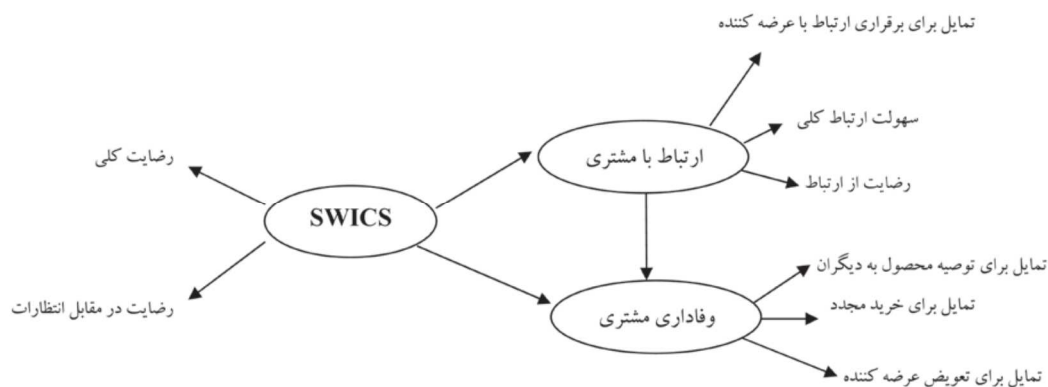 تمایل برای برقراری ارتباط با عرضه کننده
سهولت ارتباط کلی
ارتباط با مشتری
رضایت کلی
رضایت از ارتباط
SWICS
تمایل برای توصیه محصول به دیگران
تمایل برای خرید مجدد
وفاداری مشتری
رضایت در مقابل انتظارات
تمایل برای تعویض عرضه کننده